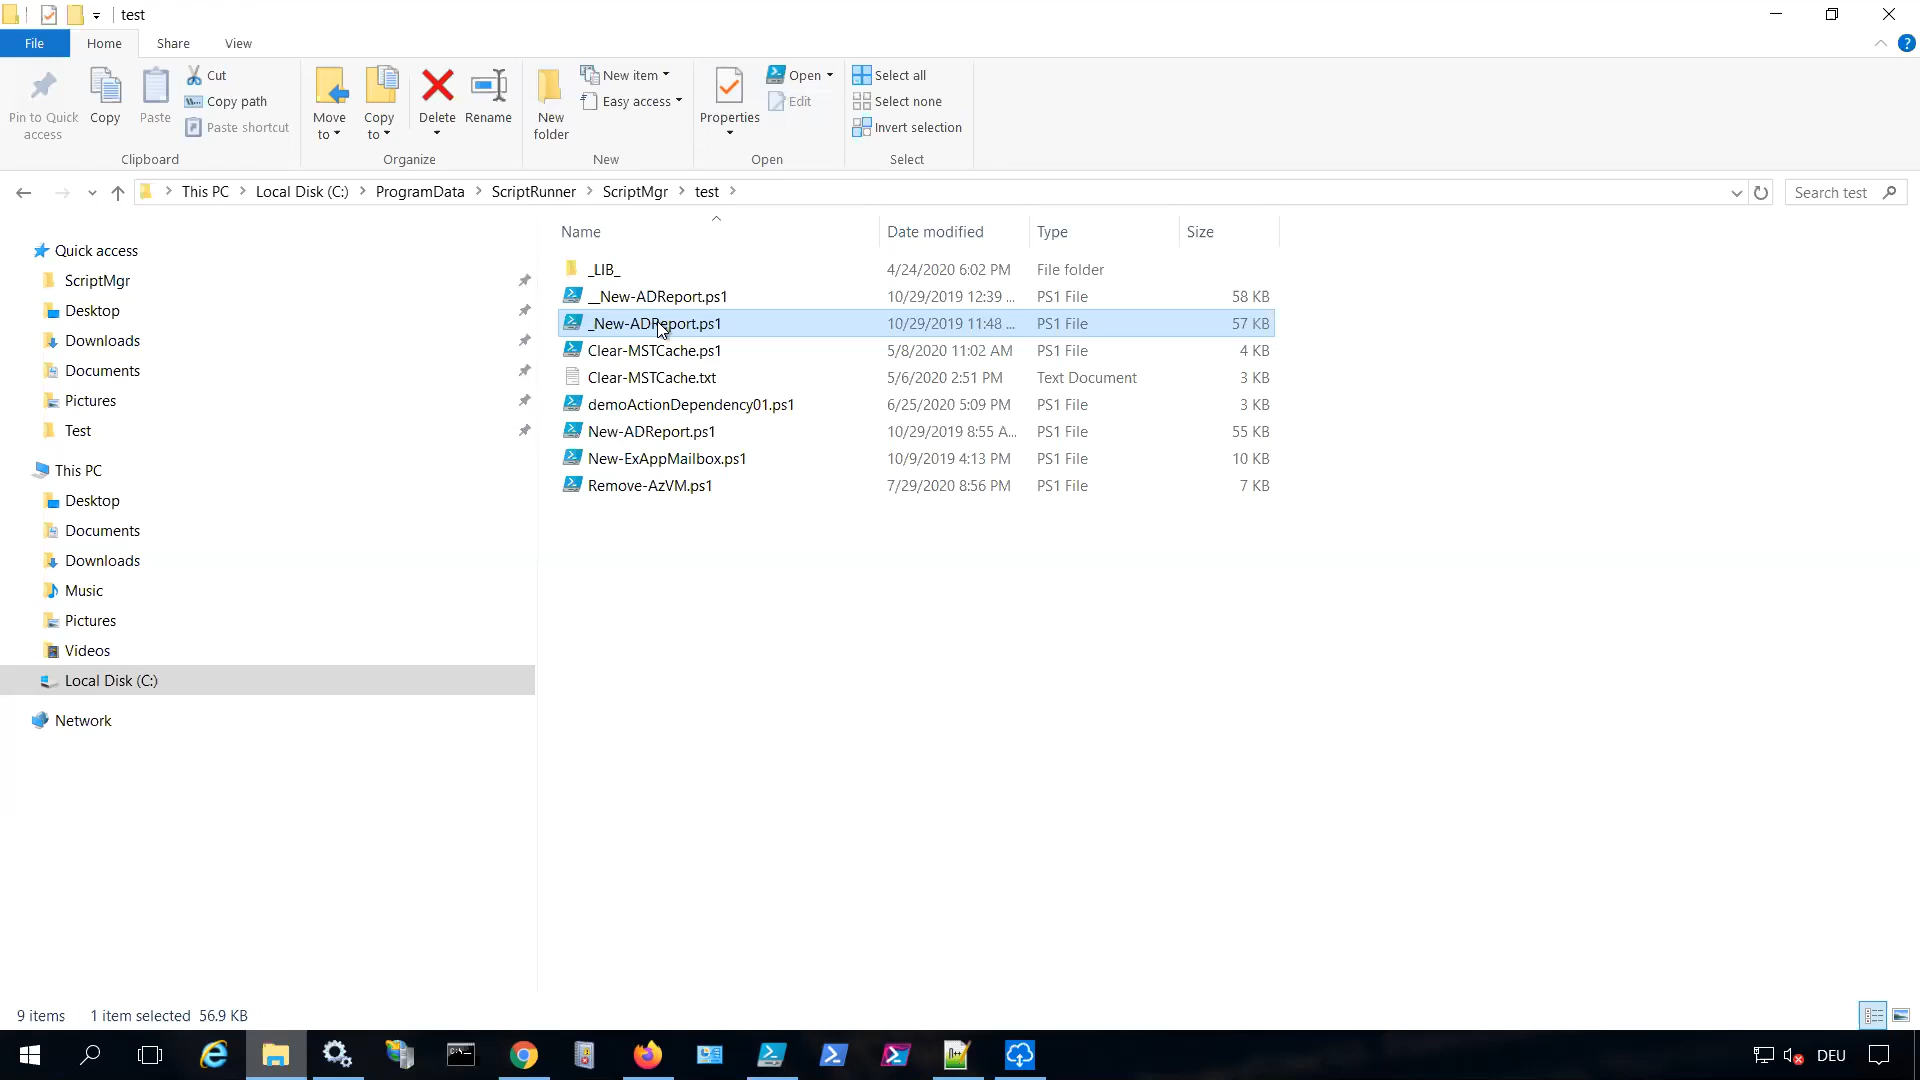 test
File Home Share View
Pin to Quick access
Copy
Paste
Cut
Copy path
Paste shortcut
Clipboard
Move to
Copy to
Delete
Rename
Organize
New folder
New item
Easy access
New
Properties
Open
Edit
Open
Select all
Select none
Invert selection
Select
This PC > Local Disk (C:) > ProgramData > ScriptRunner > ScriptMgr > test >
Search test
Quick access
ScriptMgr
Desktop
Downloads
Documents
Pictures
Test
This PC
Desktop
Documents
Downloads
Music
Pictures
Videos
Local Disk (C:)
Network
Name Date modified Type Size
_LIB_ 4/24/2020 6:02 PM File folder
__New-ADReport.ps1 10/29/2019 12:39 ... PS1 File 58 KB
_New-ADReport.ps1 10/29/2019 11:48 ... PS1 File 57 KB
Clear-MSTCache.ps1 5/8/2020 11:02 AM PS1 File 4 KB
Clear-MSTCache.txt 5/6/2020 2:51 PM Text Document 3 KB
demoActionDependency01.ps1 6/25/2020 5:09 PM PS1 File 3 KB
New-ADReport.ps1 10/29/2019 8:55 A... PS1 File 55 KB
New-ExAppMailbox.ps1 10/9/2019 4:13 PM PS1 File 10 KB
Remove-AzVM.ps1 7/29/2020 8:56 PM PS1 File 7 KB
9 items 1 item selected 56.9 KB
DEU